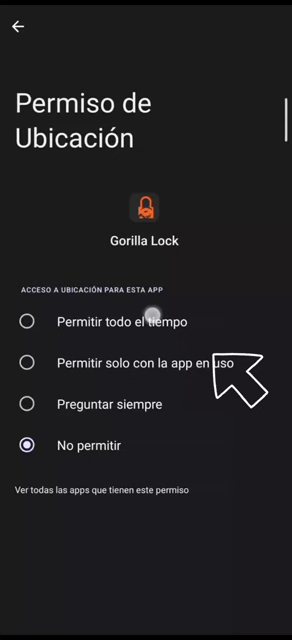 Permiso de
Ubicación
Gorilla Lock
ACCESO A UBICACIÓN PARA ESTA APP
Permitir todo el tiempo
Permitir solo con la app en uso
Preguntar siempre
No permitir
Ver todas las apps que tienen este permiso